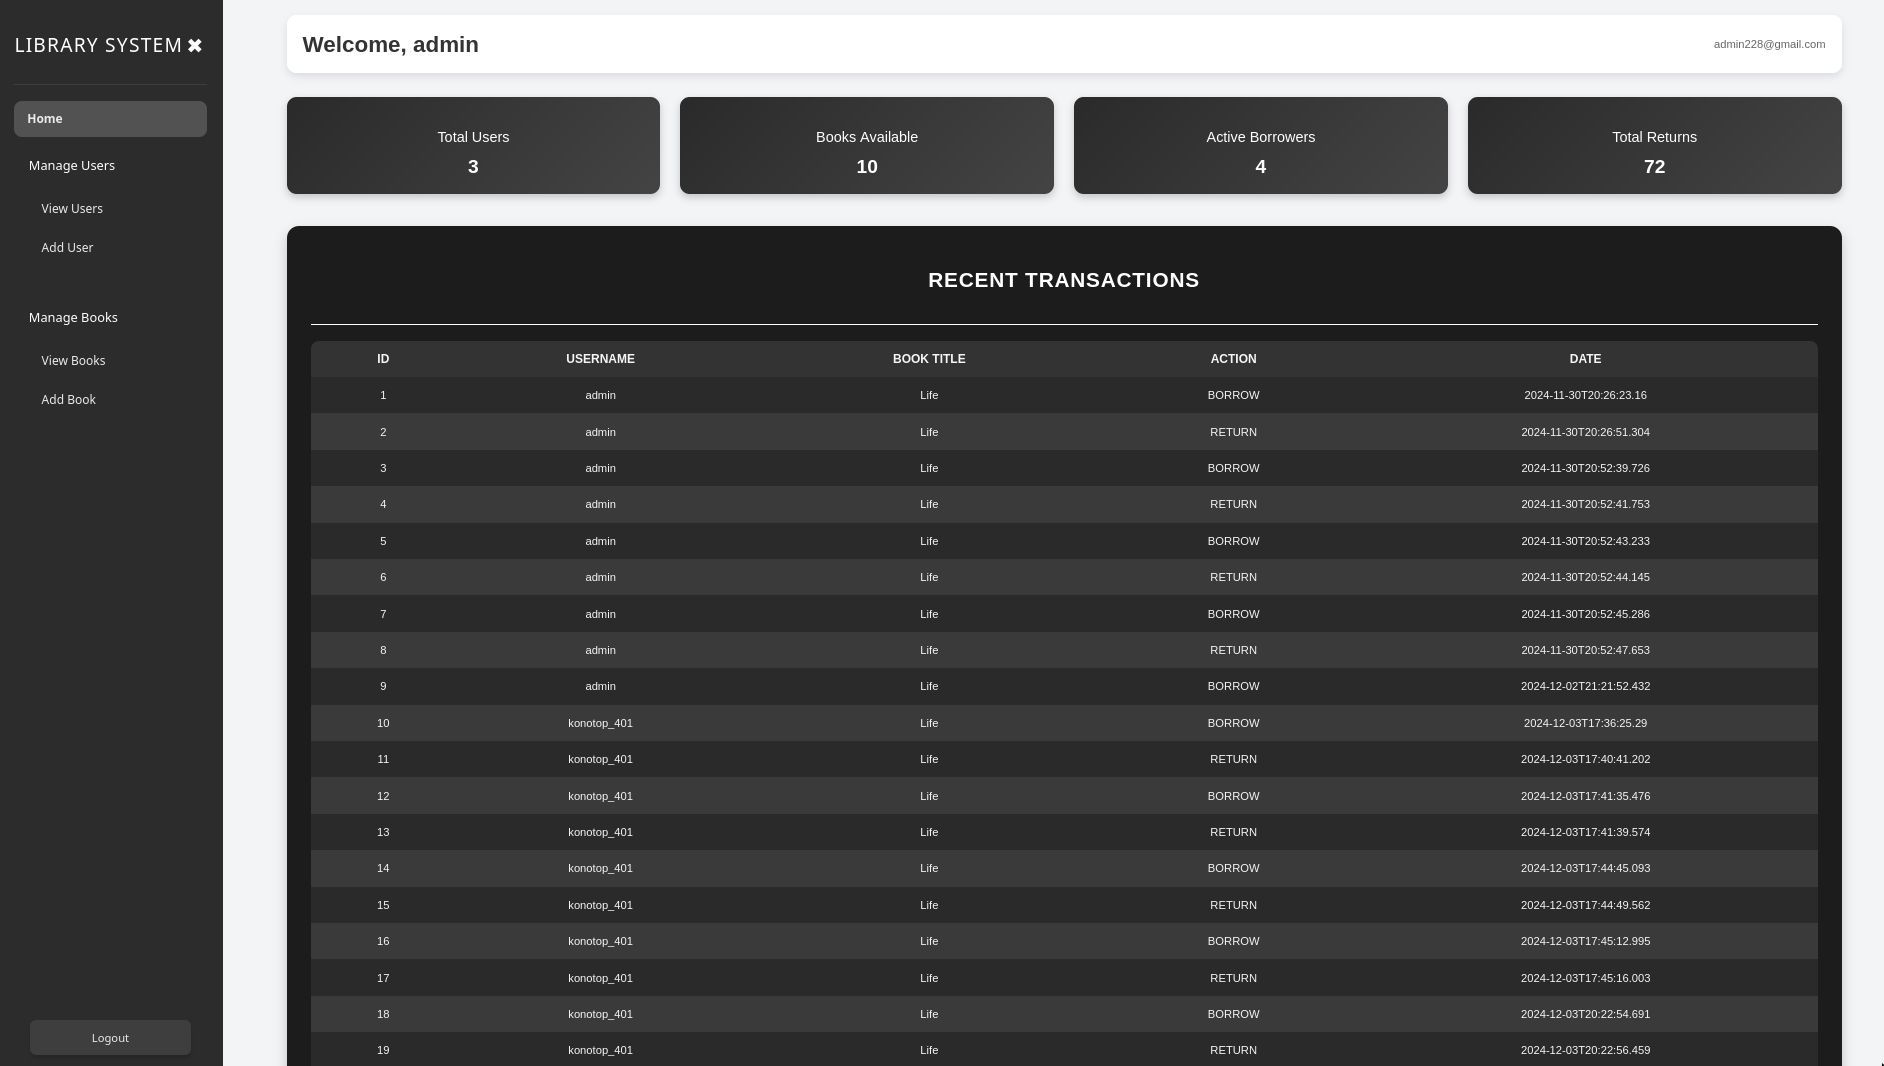 LIBRARY SYSTEM ✖
Home
Manage Users
View Users
Add User
Manage Books
View Books
Add Book
Logout
Welcome, admin
admin228@gmail.com
Total Users
3
Books Available
10
Active Borrowers
4
Total Returns
72
RECENT TRANSACTIONS
ID USERNAME BOOK TITLE ACTION DATE
1 admin Life BORROW 2024-11-30T20:26:23.16
2 admin Life RETURN 2024-11-30T20:26:51.304
3 admin Life BORROW 2024-11-30T20:52:39.726
4 admin Life RETURN 2024-11-30T20:52:41.753
5 admin Life BORROW 2024-11-30T20:52:43.233
6 admin Life RETURN 2024-11-30T20:52:44.145
7 admin Life BORROW 2024-11-30T20:52:45.286
8 admin Life RETURN 2024-11-30T20:52:47.653
9 admin Life BORROW 2024-12-02T21:21:52.432
10 konotop_401 Life BORROW 2024-12-03T17:36:25.29
11 konotop_401 Life RETURN 2024-12-03T17:40:41.202
12 konotop_401 Life BORROW 2024-12-03T17:41:35.476
13 konotop_401 Life RETURN 2024-12-03T17:41:39.574
14 konotop_401 Life BORROW 2024-12-03T17:44:45.093
15 konotop_401 Life RETURN 2024-12-03T17:44:49.562
16 konotop_401 Life BORROW 2024-12-03T17:45:12.995
17 konotop_401 Life RETURN 2024-12-03T17:45:16.003
18 konotop_401 Life BORROW 2024-12-03T20:22:54.691
19 konotop_401 Life RETURN 2024-12-03T20:22:56.459